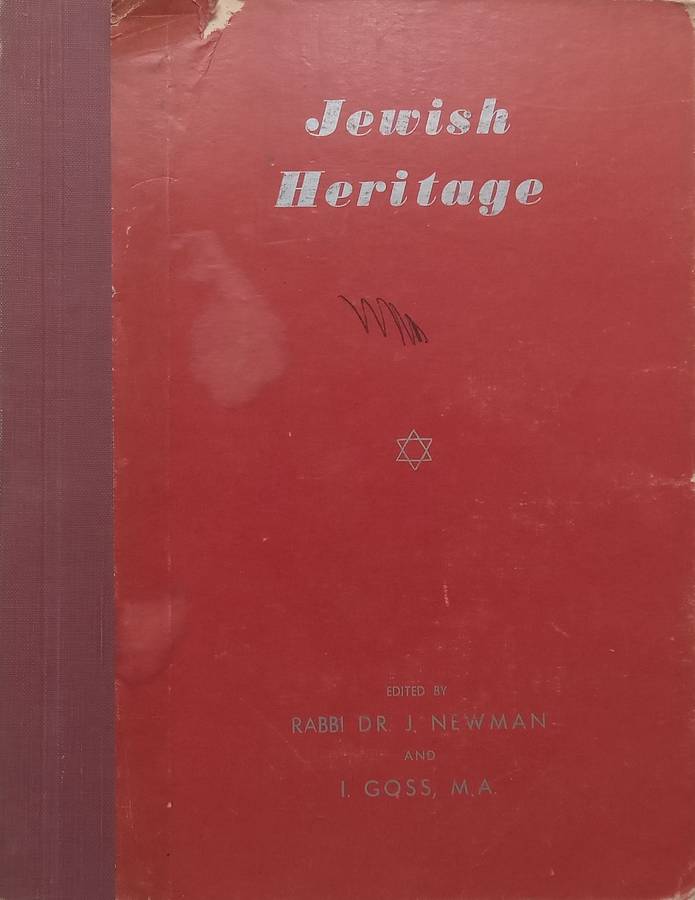 Jewish
Heritage
EDITED BY
RABBI DR. J. NEWMAN
AND
I. GOSS, M.A.